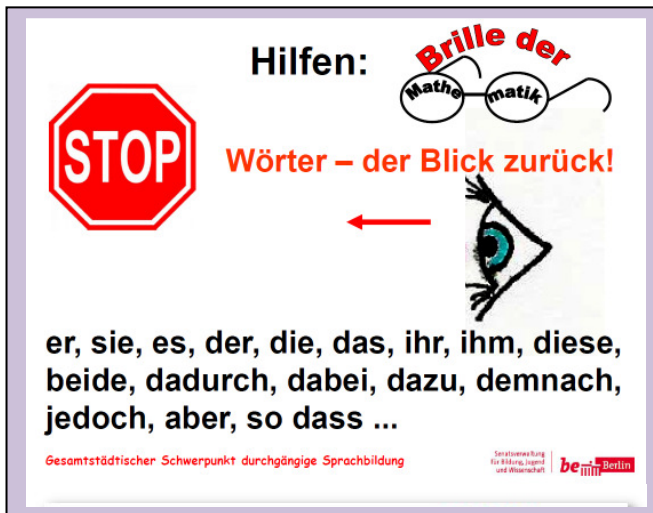 Hilfen:
Brille der
Mathe matik
STOP
Wörter – der Blick zurück!
er, sie, es, der, die, das, ihr, ihm, diese,
beide, dadurch, dabei, dazu, demnach,
jedoch, aber, so dass ...
Gesamtstädtischer Schwerpunkt durchgängige Sprachbildung
Senatsverwaltung
für Bildung, Jugend
und Wissenschaft
be Berlin